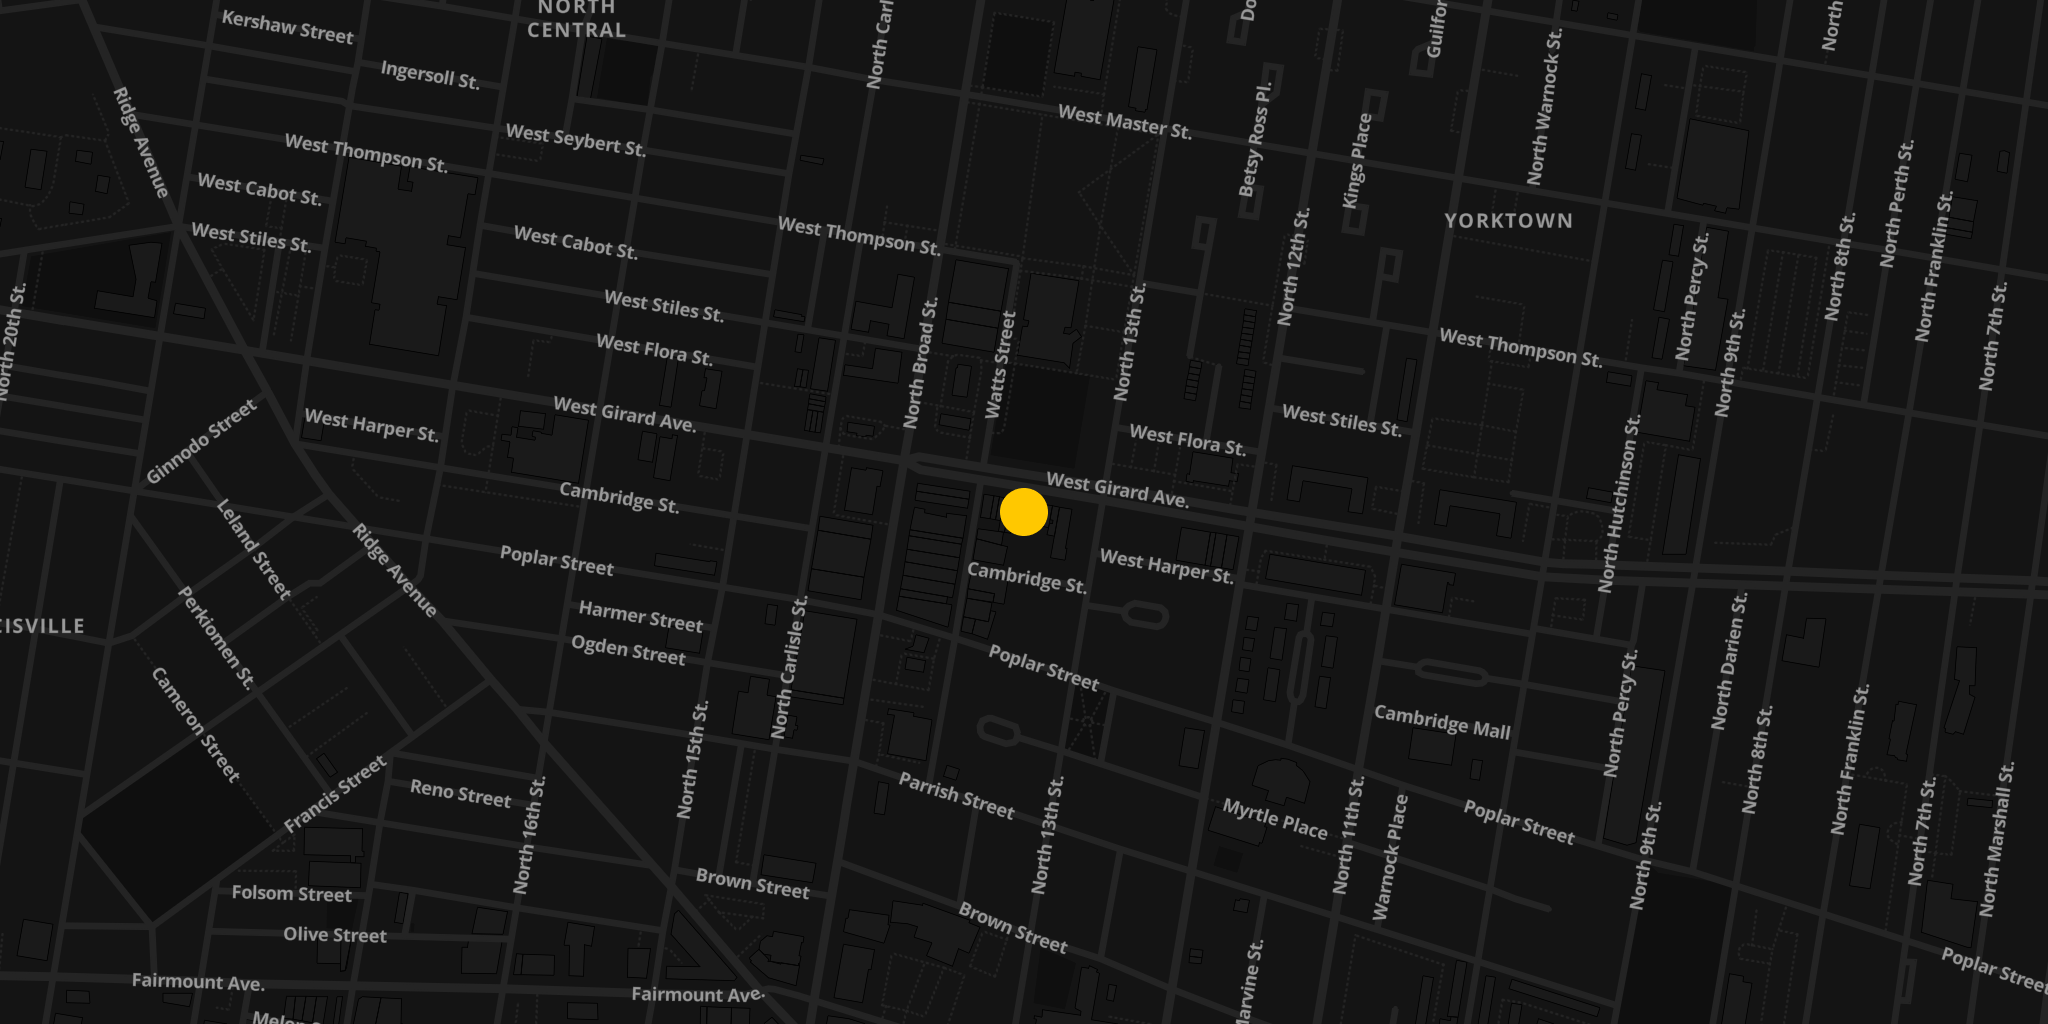 NORTH
CENTRAL
Kershaw Street
Ingersoll St.
North Carl
Do
Guilfor
North
North Warnock St.
Ridge Avenue
West Thompson St.
West Seybert St.
West Master St.
Betsy Ross Pl.
Kings Place
YORKTOWN
North Perth St.
North Franklin St.
West Cabot St.
West Stiles St.
West Cabot St.
West Thompson St.
North 12th St.
North 8th St.
North Percy St.
North 7th St.
North 20th St.
West Stiles St.
West Flora St.
North Broad St.
Watts Street
North 13th St.
West Thompson St.
North 9th St.
Ginnodo Street
West Harper St.
West Girard Ave.
West Flora St.
West Stiles St.
North Hutchinson St.
Leland Street
Cambridge St.
West Girard Ave.
Ridge Avenue
Poplar Street
Cambridge St.
West Harper St.
CISVILLE
Perkiomen St.
Harmer Street
Ogden Street
North Carlisle St.
Poplar Street
North Darien St.
North Percy St.
Cameron Street
North 15th St.
Cambridge Mall
North 8th St.
North Franklin St.
Francis Street
Reno Street
North 16th St.
Parrish Street
North 13th St.
Myrtle Place
North 11th St.
Warnock Place
Poplar Street
North 9th St.
North 7th St.
North Marshall St.
Folsom Street
Brown Street
Olive Street
Brown Street
Marvine St.
Poplar Street
Fairmount Ave.
Fairmount Ave.